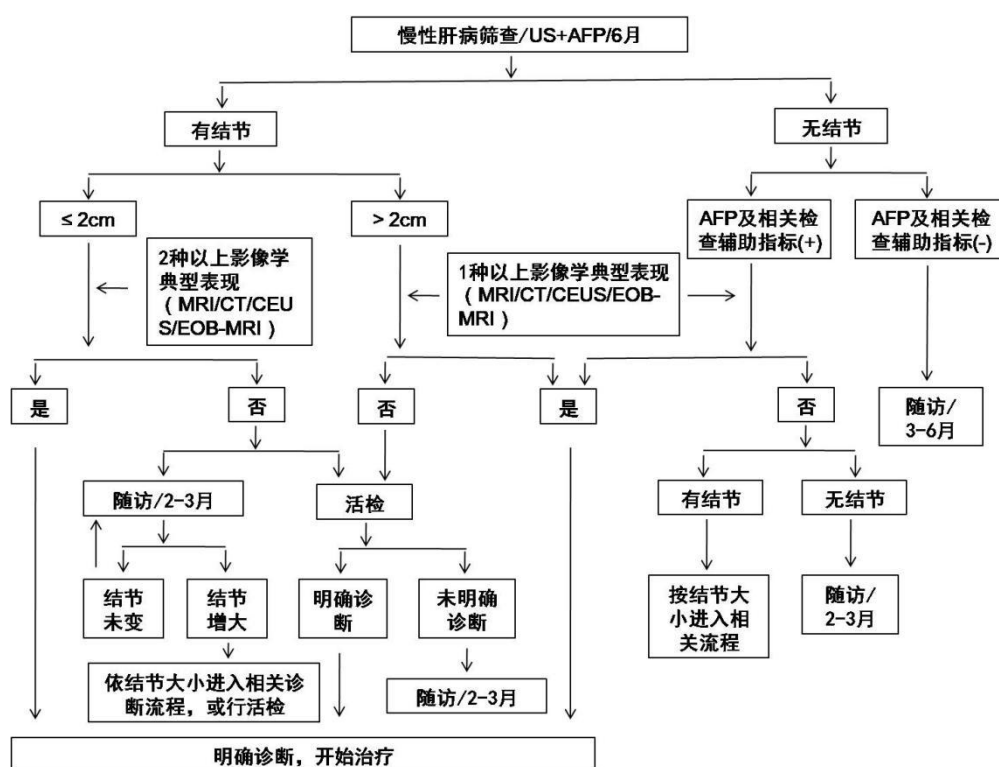 慢性肝病筛查/US+AFP/6月
有结节
无结节
≤ 2cm
> 2cm
AFP及相关检
查辅助指标(+)
AFP及相关检
查辅助指标(-)
2种以上影像学
典型表现
（MRI/CT/CEU
S/EOB-MRI）
1种以上影像学典型表现
（MRI/CT/CEUS/EOB-
MRI）
是
否
否
是
否
随访/
3-6月
随访/2-3月
活检
有结节
无结节
结节
未变
结节
增大
明确诊
断
未明确
诊断
按结节大
小进入相
关流程
随访/
2-3月
依结节大小进入相关诊
断流程，或行活检
随访/2-3月
明确诊断，开始治疗